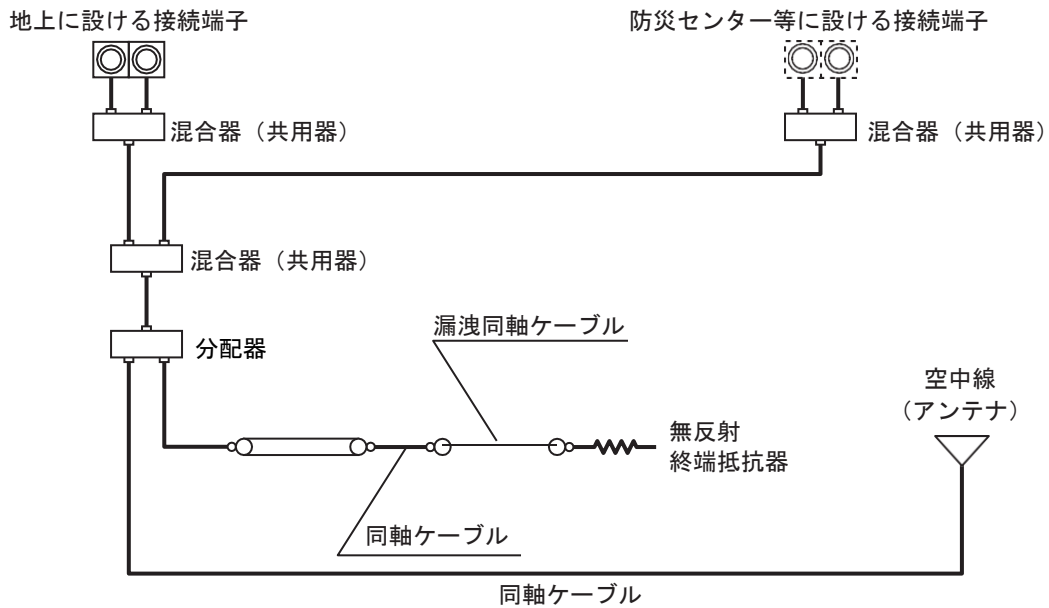 地上に設ける接続端子
防災センター等に設ける接続端子
混合器（共用器）
混合器（共用器）
混合器（共用器）
分配器
漏洩同軸ケーブル
空中線
（アンテナ）
無反射
終端抵抗器
同軸ケーブル
同軸ケーブル